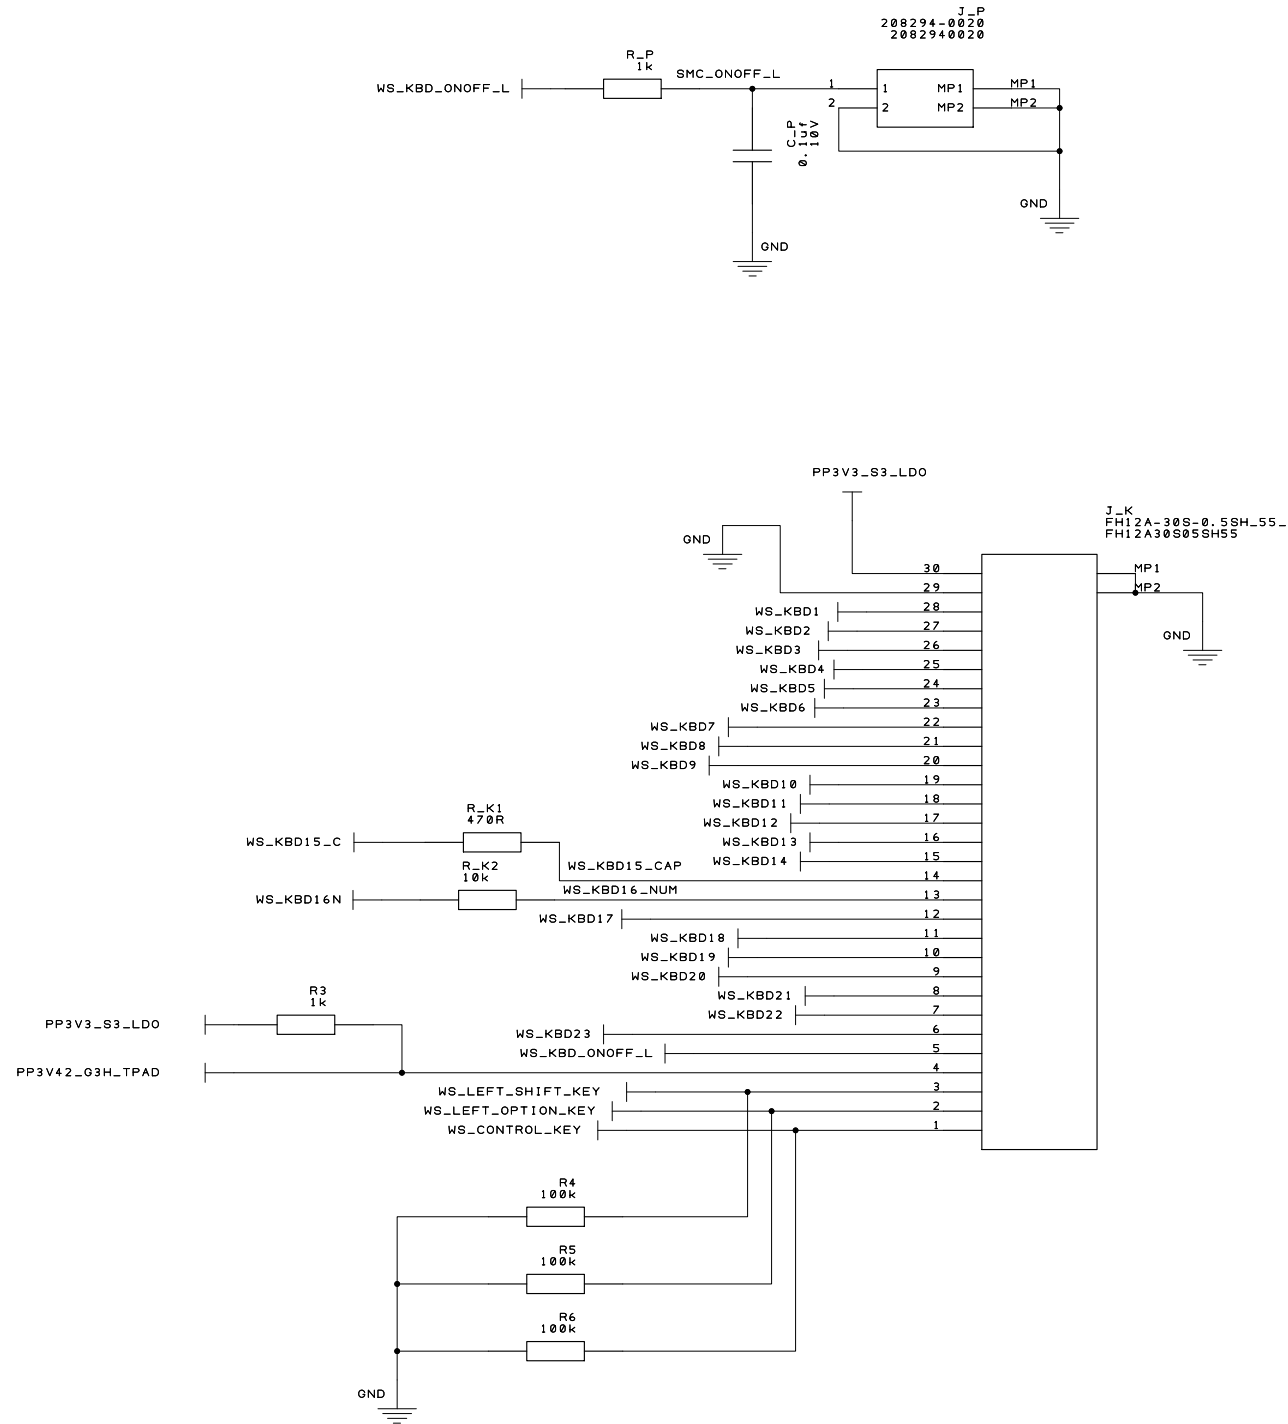 J_P
208294-0020
2082940020
R_P
1k
SMC_ONOFF_L
WS_KBD_ONOFF_L
1
1
MP1
MP1
2
2
MP2
MP2
C_P
0.1uf
10V
GND
GND
PP3V3_S3_LDO
J_K
FH12A-30S-0.5SH_55_
FH12A30S05SH55
GND
30
MP1
29
MP2
WS_KBD1
28
WS_KBD2
27
GND
WS_KBD3
26
WS_KBD4
25
WS_KBD5
24
WS_KBD6
23
WS_KBD7
22
WS_KBD8
21
WS_KBD9
20
WS_KBD10
19
WS_KBD11
18
R_K1
470R
WS_KBD12
17
WS_KBD15_C
WS_KBD13
16
WS_KBD14
15
R_K2
10k
WS_KBD15_CAP
14
WS_KBD16_NUM
WS_KBD16N
13
WS_KBD17
12
WS_KBD18
11
WS_KBD19
10
WS_KBD20
9
R3
1k
WS_KBD21
8
WS_KBD22
7
PP3V3_S3_LDO
WS_KBD23
6
WS_KBD_ONOFF_L
5
PP3V42_G3H_TPAD
4
WS_LEFT_SHIFT_KEY
3
WS_LEFT_OPTION_KEY
2
WS_CONTROL_KEY
1
R4
100k
R5
100k
R6
100k
GND